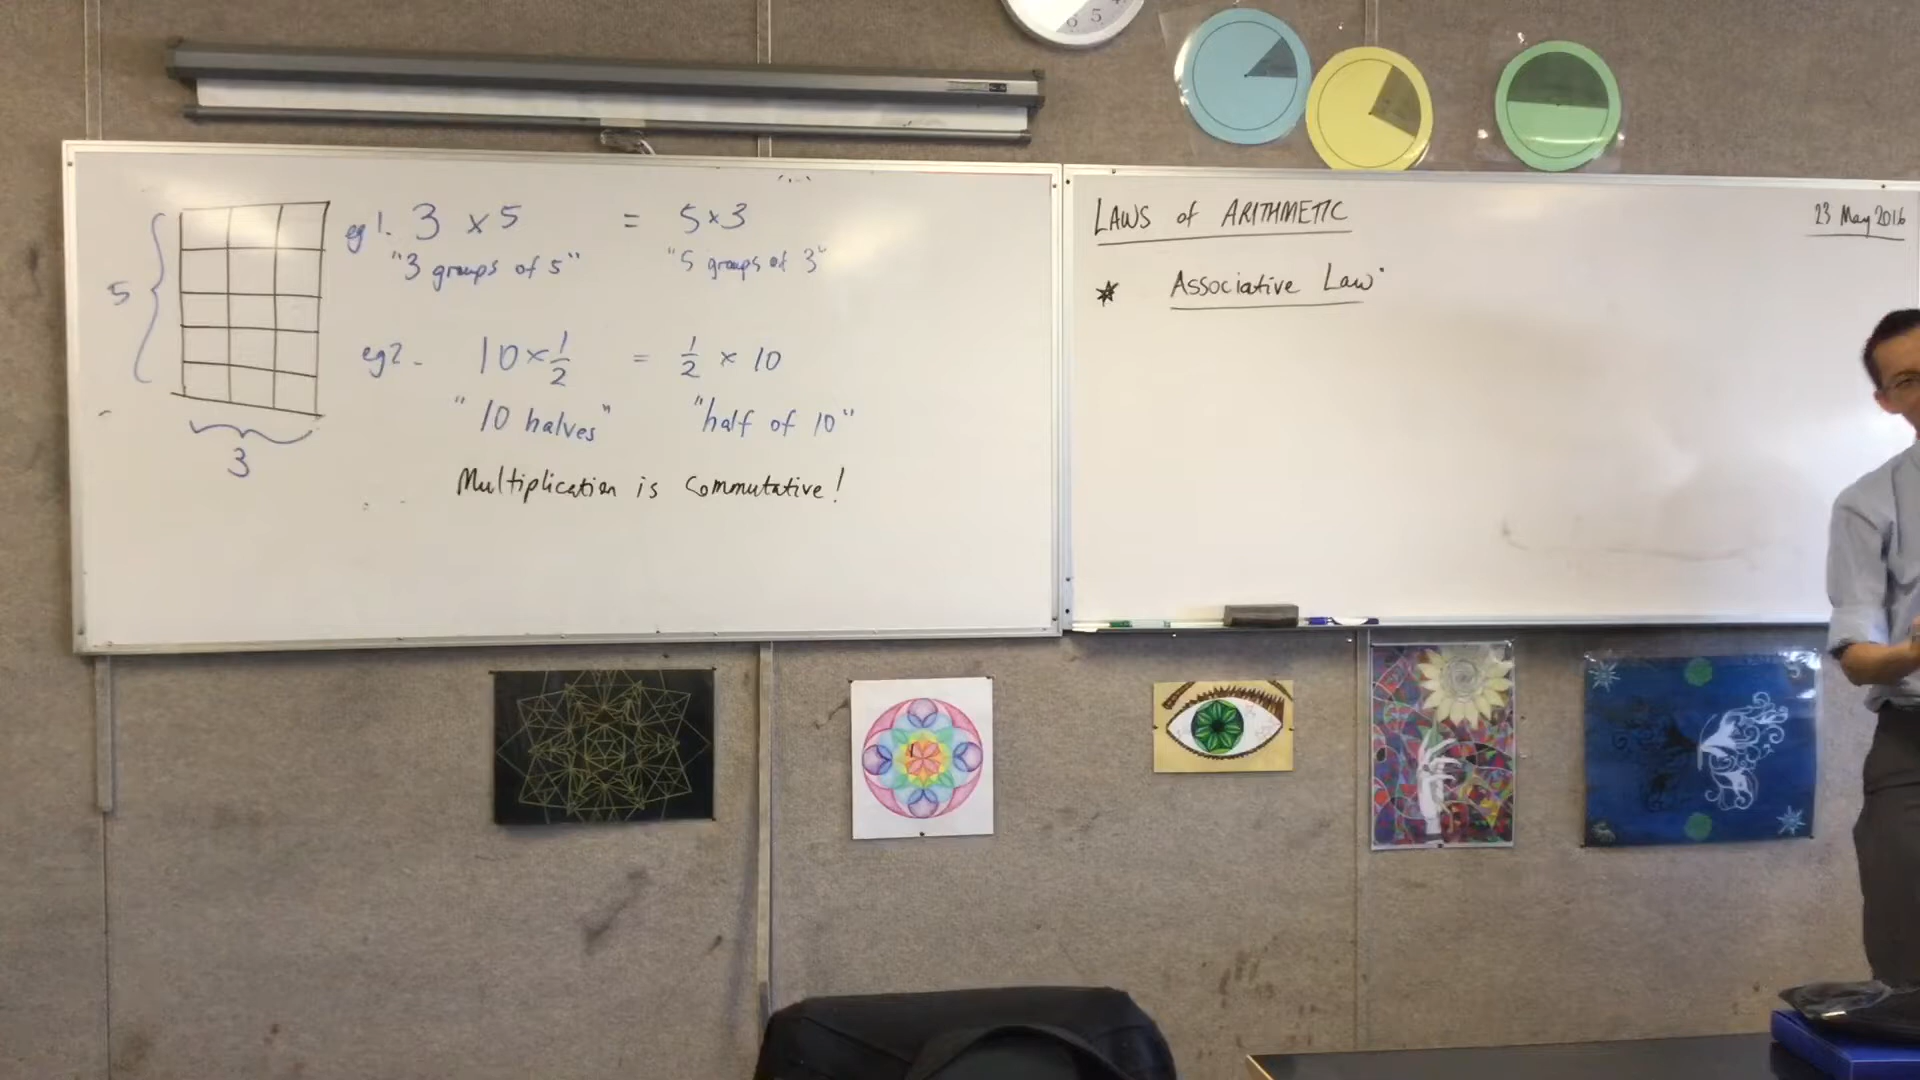 eg 1. 3 × 5 = 5 × 3
"3 groups of 5" "5 groups of 3"
5
eg 2. 10 × 1/2 = 1/2 × 10
"10 halves" "half of 10"
3
Multiplication is commutative!
LAWS of ARITHMETIC
23 May 2016
* Associative Law
6 5